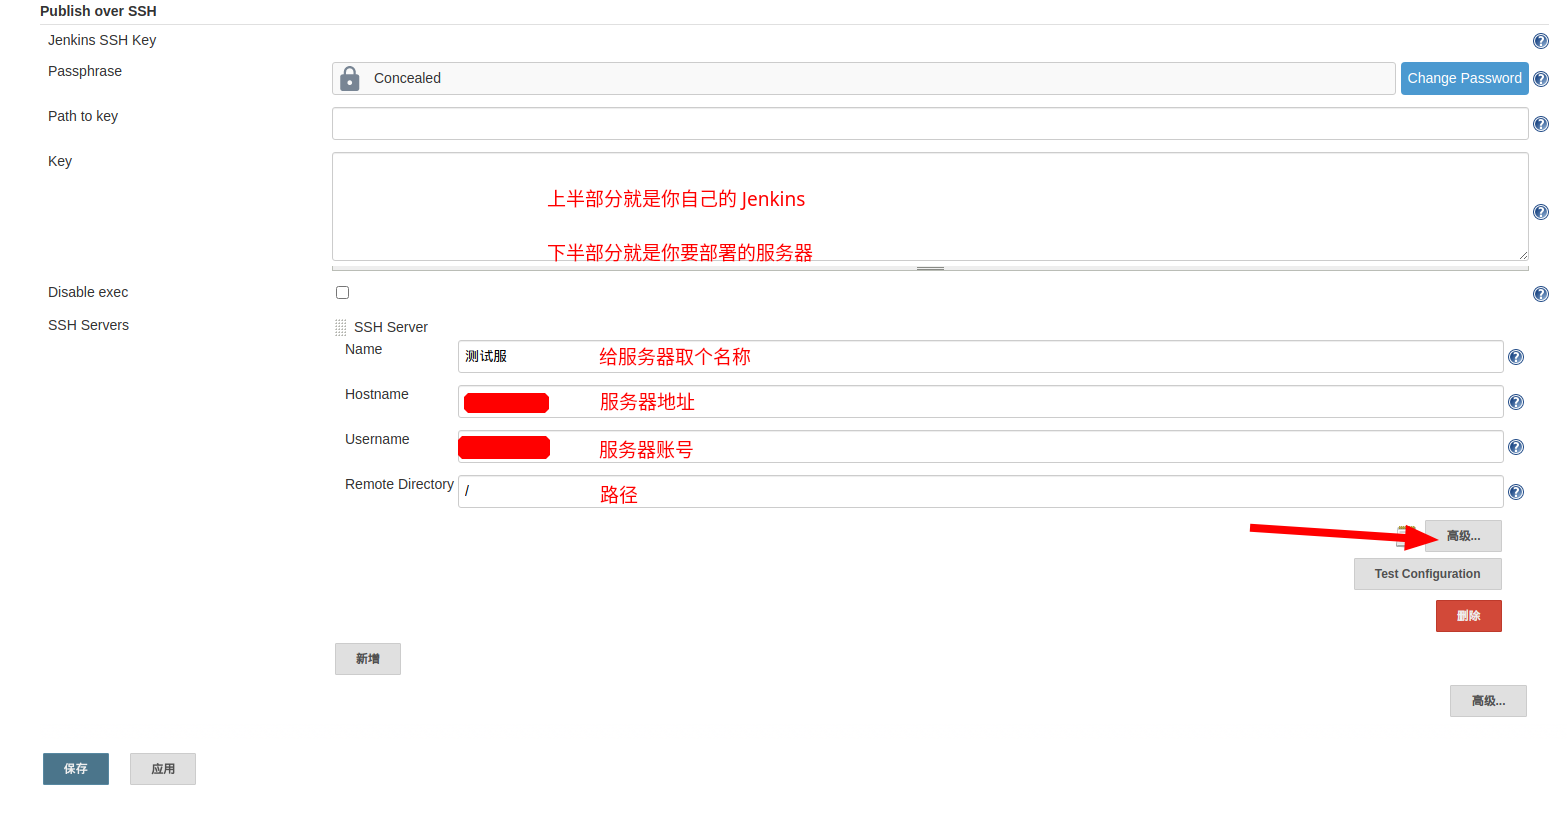 Publish over SSH
Jenkins SSH Key
Passphrase
Concealed
Change Password
Path to key
Key
上半部分就是你自己的 Jenkins
下半部分就是你要部署的服务器
Disable exec
SSH Servers
SSH Server
Name
测试服
给服务器取个名称
Hostname
服务器地址
Username
服务器账号
Remote Directory
/
路径
高级...
Test Configuration
删除
新增
高级...
保存
应用